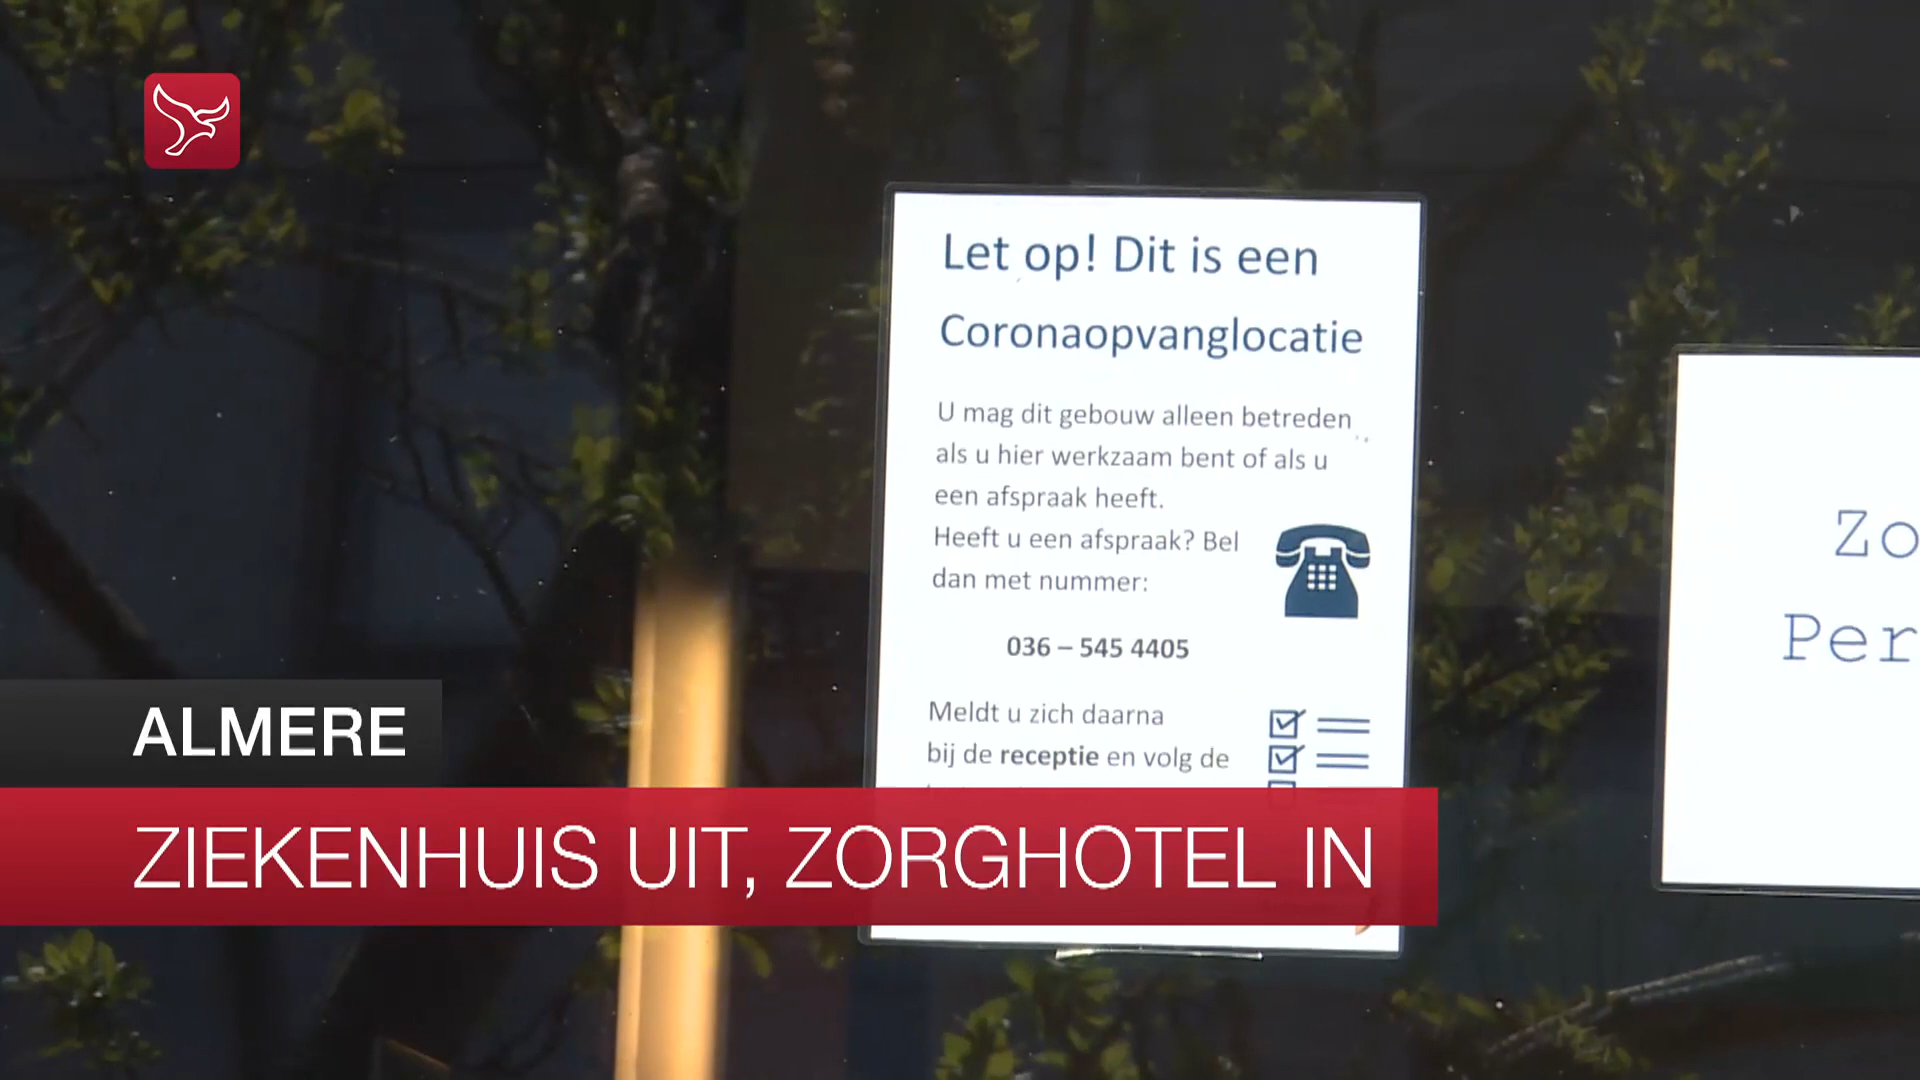 Let op! Dit is een
Coronaopvanglocatie
U mag dit gebouw alleen betreden
als u hier werkzaam bent of als u
een afspraak heeft.
Heeft u een afspraak? Bel
dan met nummer:
036 – 545 4405
Meldt u zich daarna
bij de receptie en volg de
Zo
Per
ALMERE
ZIEKENHUIS UIT, ZORGHOTEL IN